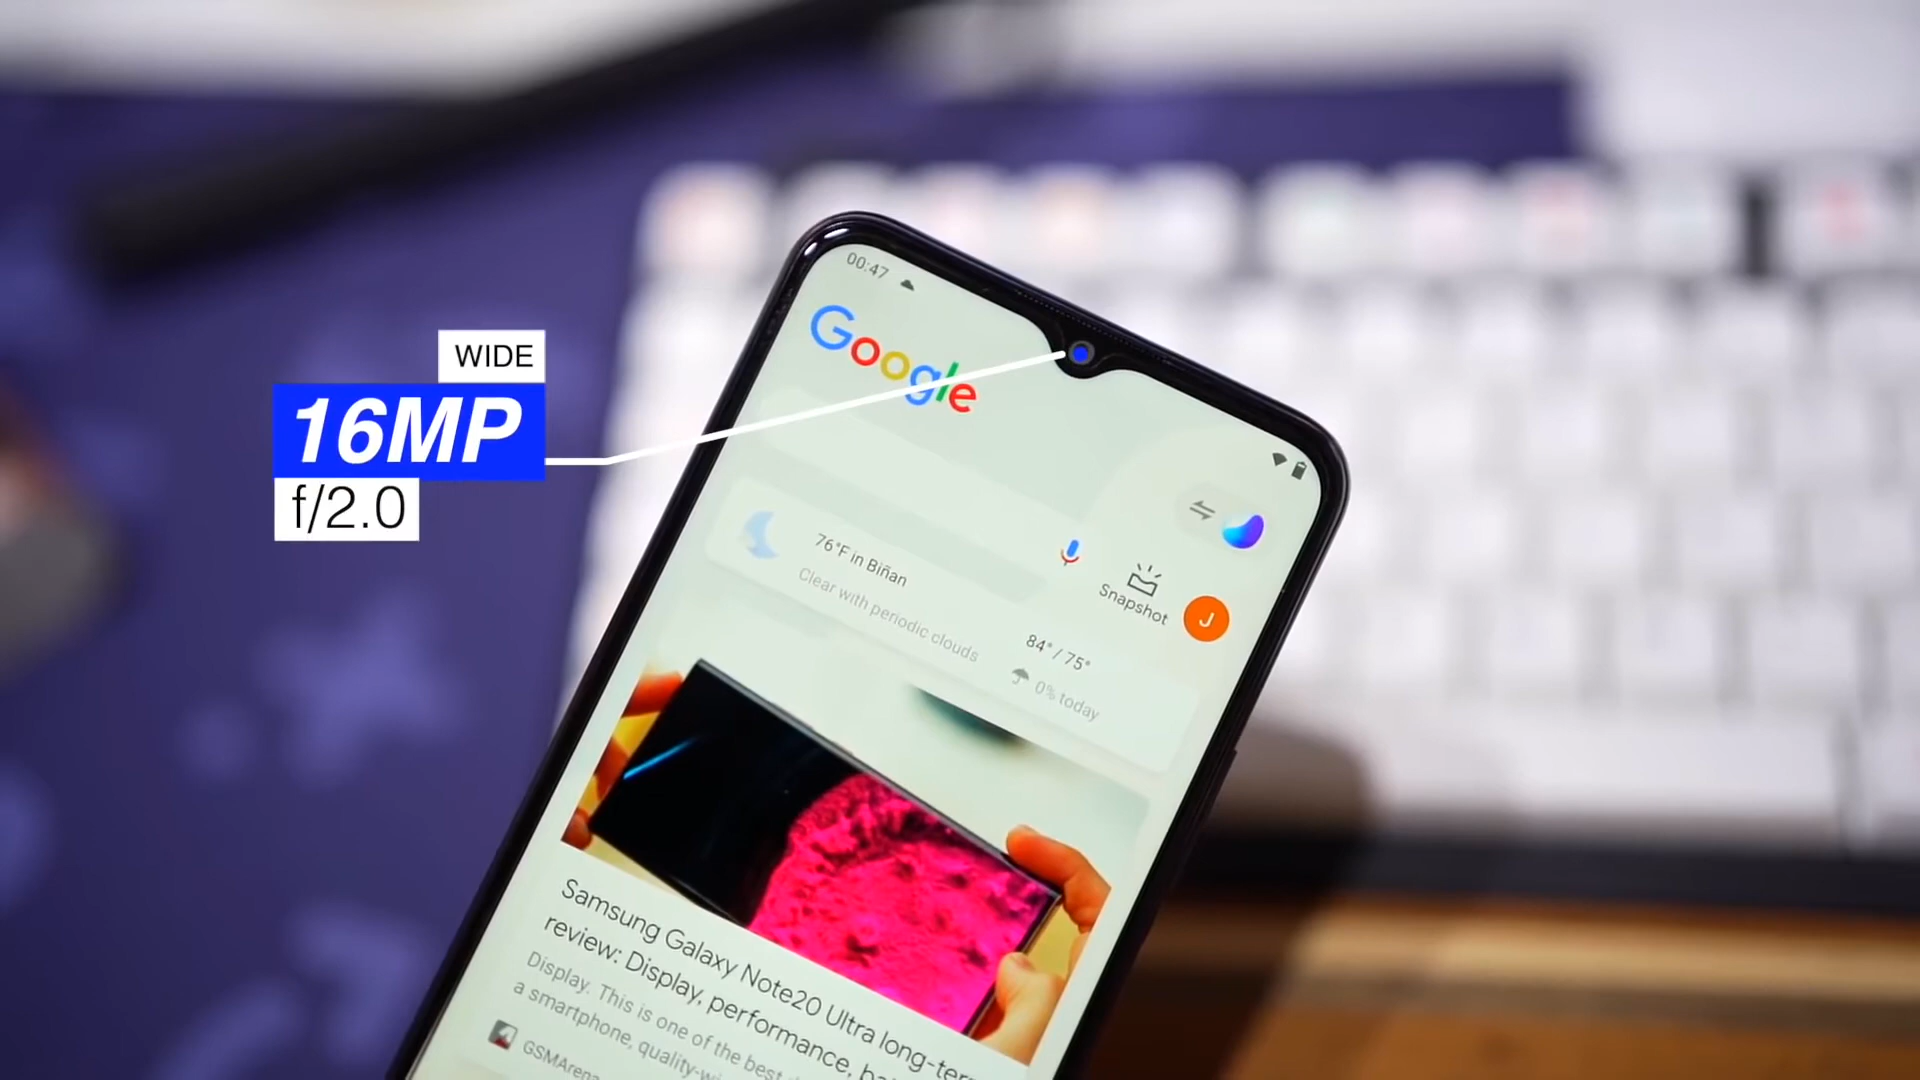 WIDE
16MP
f/2.0
00:47
Google
76°F in Biñan
Clear with periodic clouds
Snapshot
J
84° / 75°
0% today
Samsung Galaxy Note20 Ultra long-ter
review: Display, performance, ba
Display. This is one of the best
a smartphone, quality-wi
GSMArena